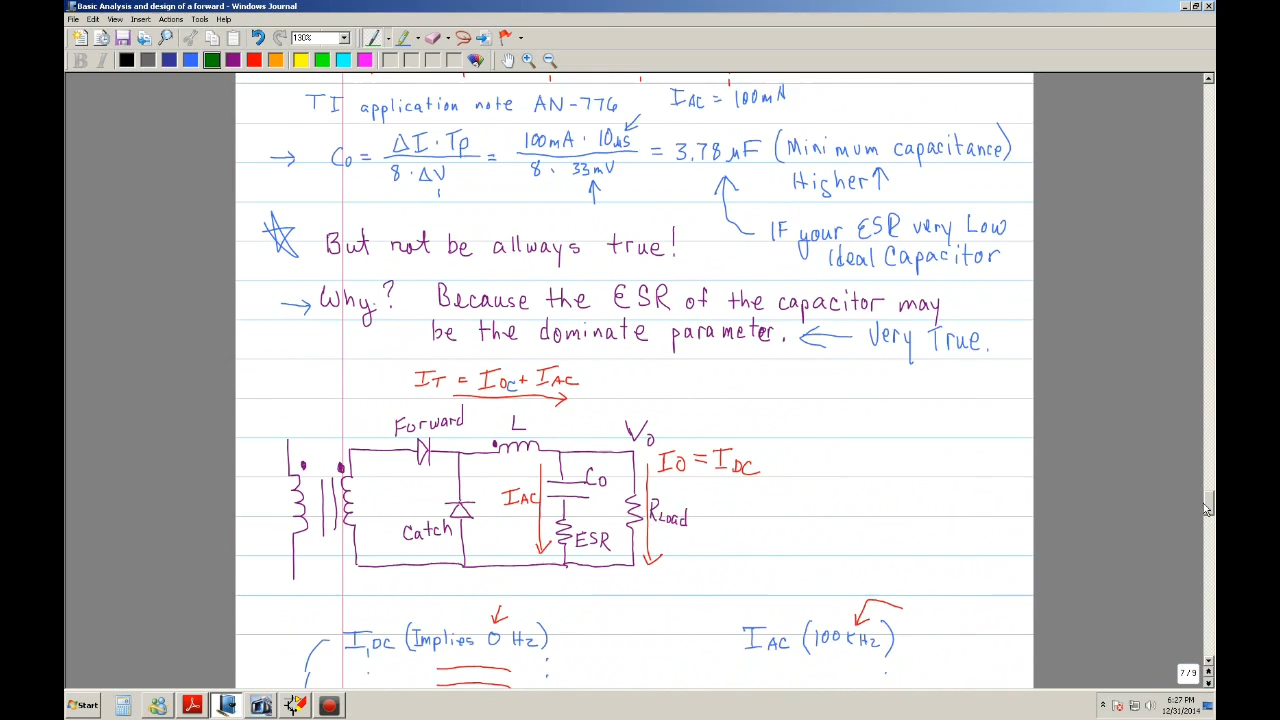 Basic Analysis and design of a forward - Windows Journal
File Edit View Insert Actions Tools Help
130%
B I
TI application note AN-776 IAC = 100mA
→ Co = ΔI · Tp / 8 · ΔV = 100mA · 10µs / 8 · 33mV = 3.78µF (Minimum capacitance)
Higher ↑
IF your ESR very Low
Ideal Capacitor
But not be allways true!
→ Why? Because the ESR of the capacitor may
be the dominate parameter. ← Very True.
IT = IDC + IAC
Forward L Vo
IO = IDC
Co
IAC
RLoad
Catch
ESR
IDC (Implies 0 Hz) IAC (100kHz)
7/9
Start
6:27 PM
12/31/2014